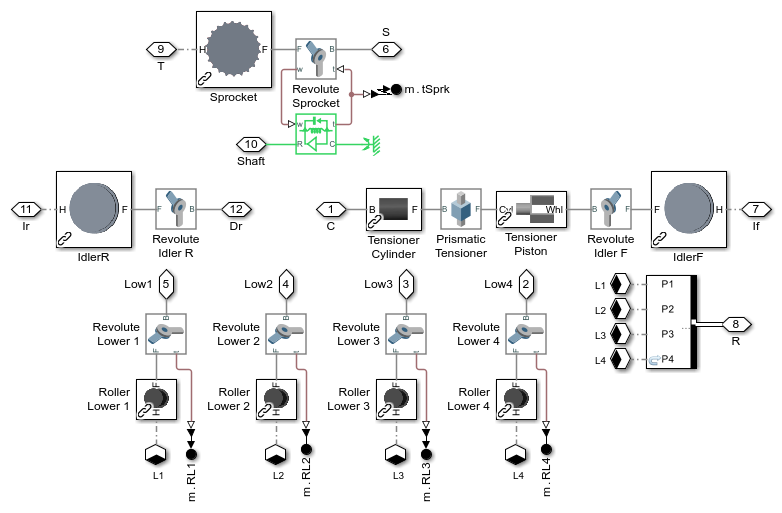 S
9
H
F
F
B
6
T
w
t
Revolute
Sprocket
Sprocket
m.tSprk
w
t
10
R
C
Shaft
11
H
F
F
B
12
1
B
F
Cyl
Whl
B
F
F
H
7
Ir
IdlerR
Revolute
Idler R
Dr
C
Tensioner
Cylinder
Prismatic
Tensioner
Tensioner
Piston
Revolute
Idler F
IdlerF
If
Low1
5
Low2
4
Low3
3
Low4
2
L1
P1
L2
P2
L3
P3
L4
P4
8
R
B
Revolute
Lower 1
F
t
B
Revolute
Lower 2
F
t
B
Revolute
Lower 3
F
t
B
Revolute
Lower 4
F
t
Roller
Lower 1
F
H
Roller
Lower 2
F
H
Roller
Lower 3
F
H
Roller
Lower 4
F
H
L1
m.RL1
L2
m.RL2
L3
m.RL3
L4
m.RL4